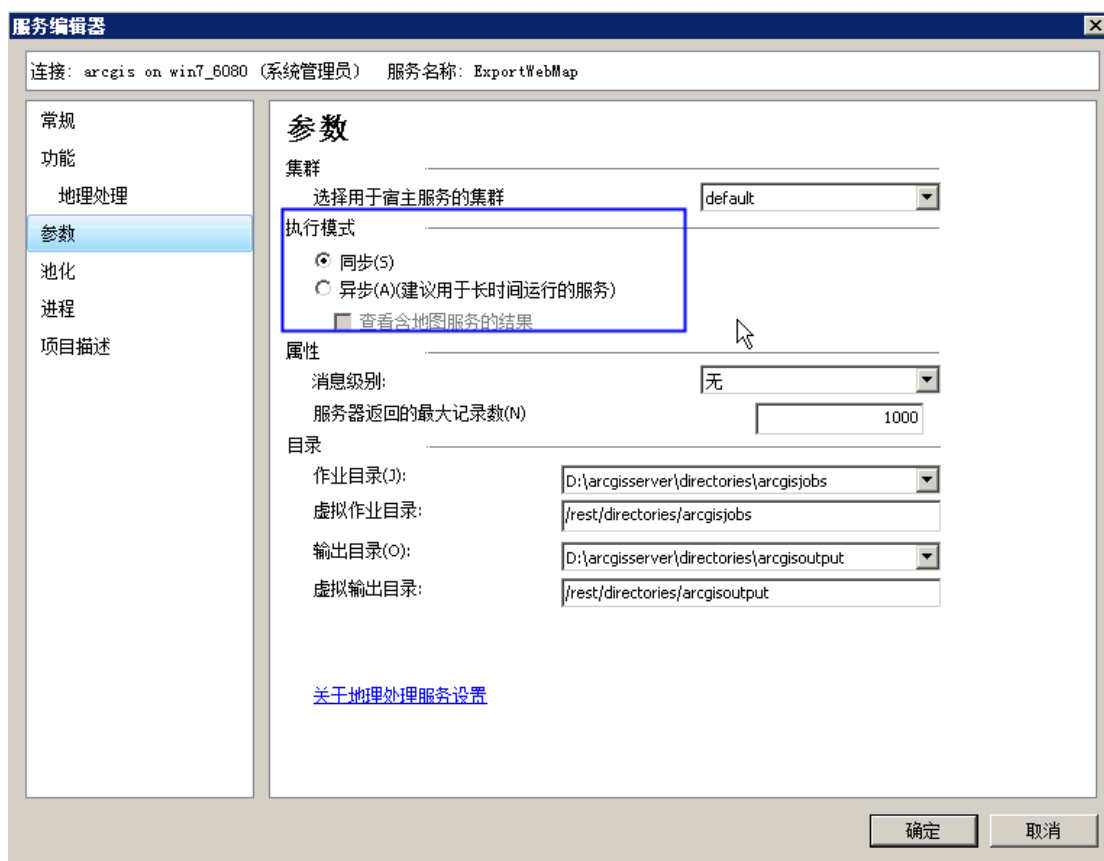 服务编辑器
连接: arcgis on win7_6080 (系统管理员) 服务名称: ExportWebMap
常规
功能
地理处理
参数
池化
进程
项目描述
参数
集群
选择用于宿主服务的集群 default
执行模式
同步(S)
异步(A)(建议用于长时间运行的服务)
查看含地图服务的结果
属性
消息级别: 无
服务器返回的最大记录数(N) 1000
目录
作业目录(J): D:\arcgisserver\directories\arcgisjobs
虚拟作业目录: /rest/directories/arcgisjobs
输出目录(O): D:\arcgisserver\directories\arcgisoutput
虚拟输出目录: /rest/directories/arcgisoutput
关于地理处理服务设置
确定 取消